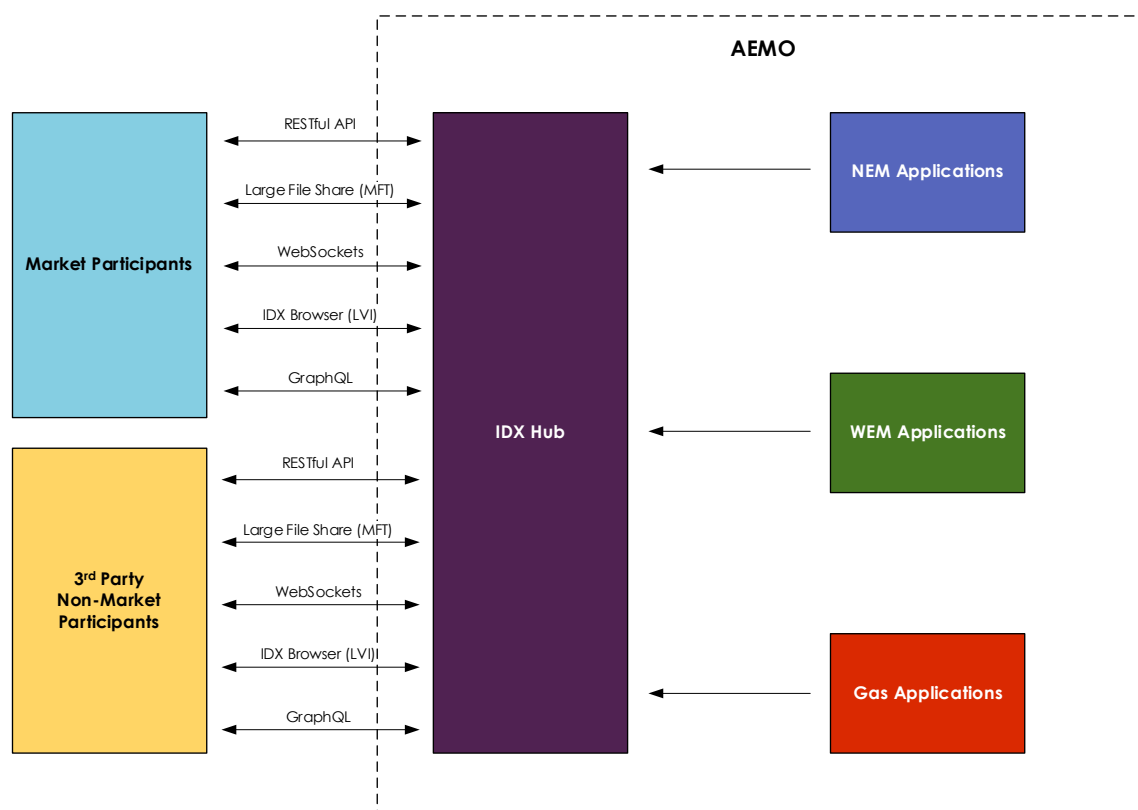 AEMO
RESTful API
Large File Share (MFT)
WebSockets
IDX Browser (LVI)
GraphQL
Market Participants
RESTful API
Large File Share (MFT)
WebSockets
IDX Browser (LVI)
GraphQL
3rd Party
Non-Market
Participants
IDX Hub
NEM Applications
WEM Applications
Gas Applications